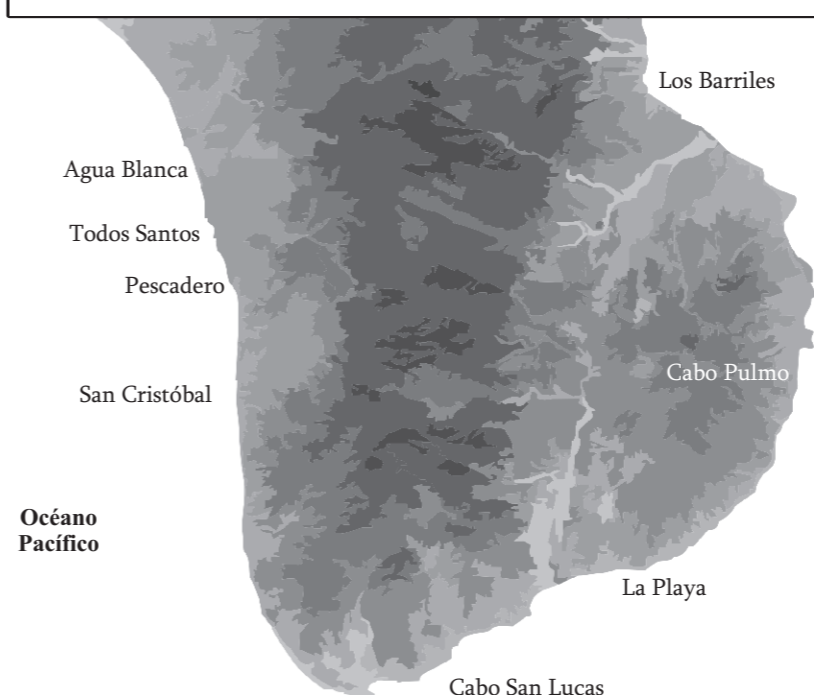 Los Barriles
Agua Blanca
Todos Santos
Pescadero
Cabo Pulmo
San Cristóbal
Océano
Pacífico
La Playa
Cabo San Lucas